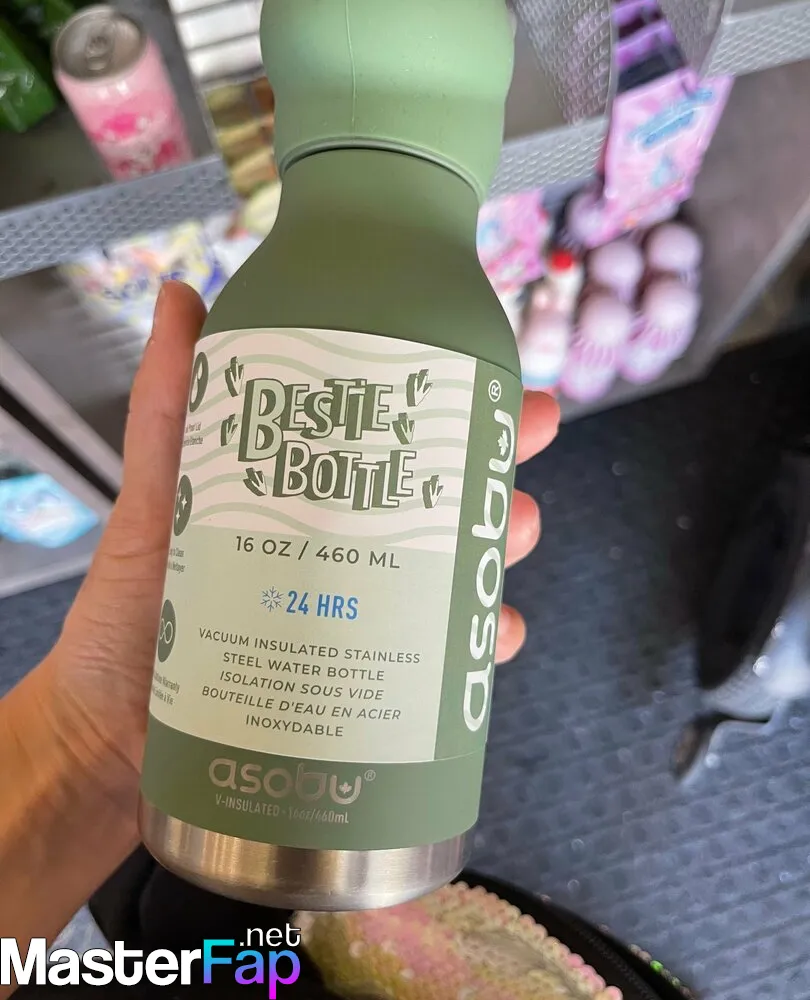 BESTIE
BOTTLE
16 OZ / 460 ML
24 HRS
VACUUM INSULATED STAINLESS
STEEL WATER BOTTLE
ISOLATION SOUS VIDE
BOUTEILLE D'EAU EN ACIER
INOXYDABLE
asobu®
asobu®
V-INSULATED • 16oz/460mL
MasterFap.net